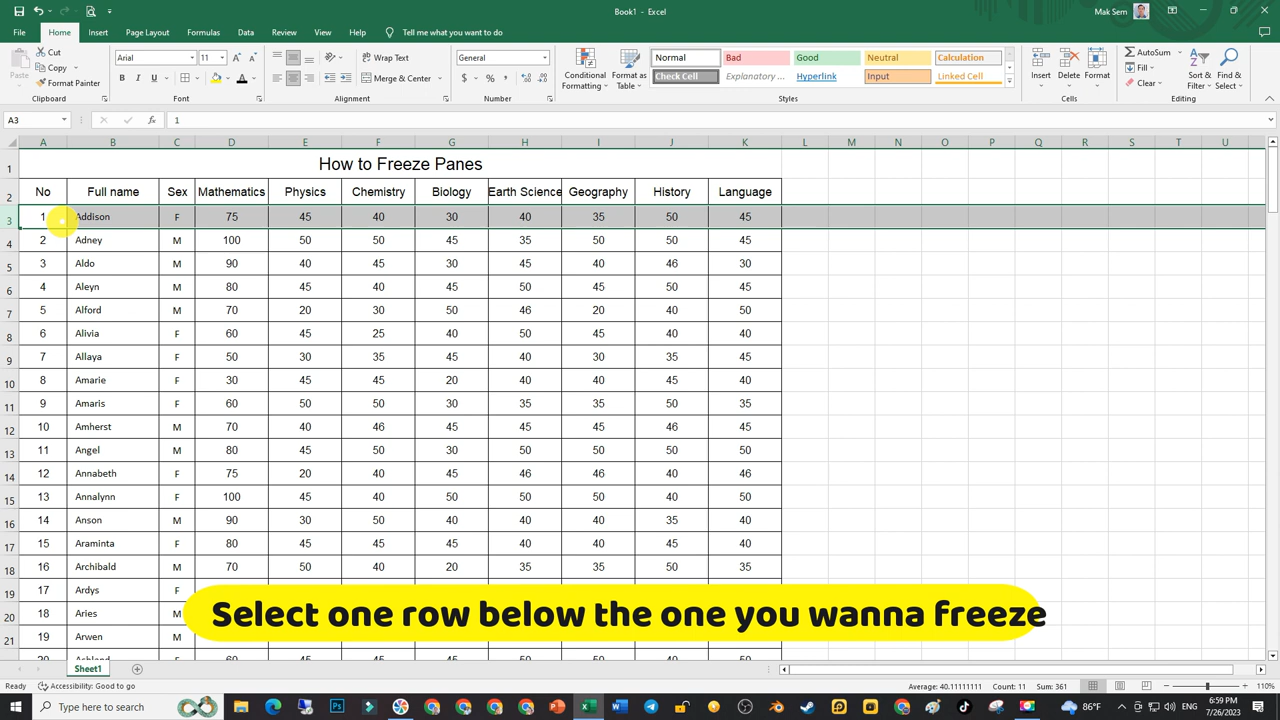 Book1 - Excel
Mak Sem
File Home Insert Page Layout Formulas Data Review View Help Tell me what you want to do
Paste Cut Copy Format Painter Clipboard
Arial 11 B I U A A A Font
Wrap Text Merge & Center Alignment
General $ % Number
Conditional Formatting Format as Table
Normal Bad Good Neutral Calculation
Check Cell Explanatory ... Hyperlink Input Linked Cell
Styles
Insert Delete Format Cells
AutoSum Fill Clear Sort & Filter Find & Select Editing
A3 fx 1
A B C D E F G H I J K L M N O P Q R S T U
1 How to Freeze Panes
2 No Full name Sex Mathematics Physics Chemistry Biology Earth Science Geography History Language
3 1 Addison F 75 45 40 30 40 35 50 45
4 2 Adney M 100 50 50 45 35 50 50 45
5 3 Aldo M 90 40 45 30 45 40 46 30
6 4 Aleyn M 80 45 40 35 50 45 40 50
7 5 Alford M 70 20 30 50 46 20 40 50
8 6 Alivia F 60 45 25 40 50 45 40 40
9 7 Allaya F 50 30 35 45 40 30 35 45
10 8 Amarie F 30 45 45 20 40 40 45 40
11 9 Amaris F 60 50 50 30 35 35 50 35
12 10 Amherst M 70 40 46 35 45 45 46 40
13 11 Angel M 80 45 50 30 50 50 40 50
14 12 Annabeth F 75 20 40 45 46 46 40 46
15 13 Annalynn F 100 45 40 50 50 50 45 50
16 14 Anson M 90 30 50 40 40 40 35 40
17 15 Araminta F 80 45 45 45 40 40 45 40
18 16 Archibald M 70 50 40 20 35 50 35
19 17 Ardys F
20 18 Aries M
21 19 Arwen M
Select one row below the one you wanna freeze
20 Ashland
Sheet1
Ready Accessibility: Good to go Average: 40.11111111 Count: 11 Sum: 361 110%
Type here to search 86°F ENG 6:59 PM
7/26/2023